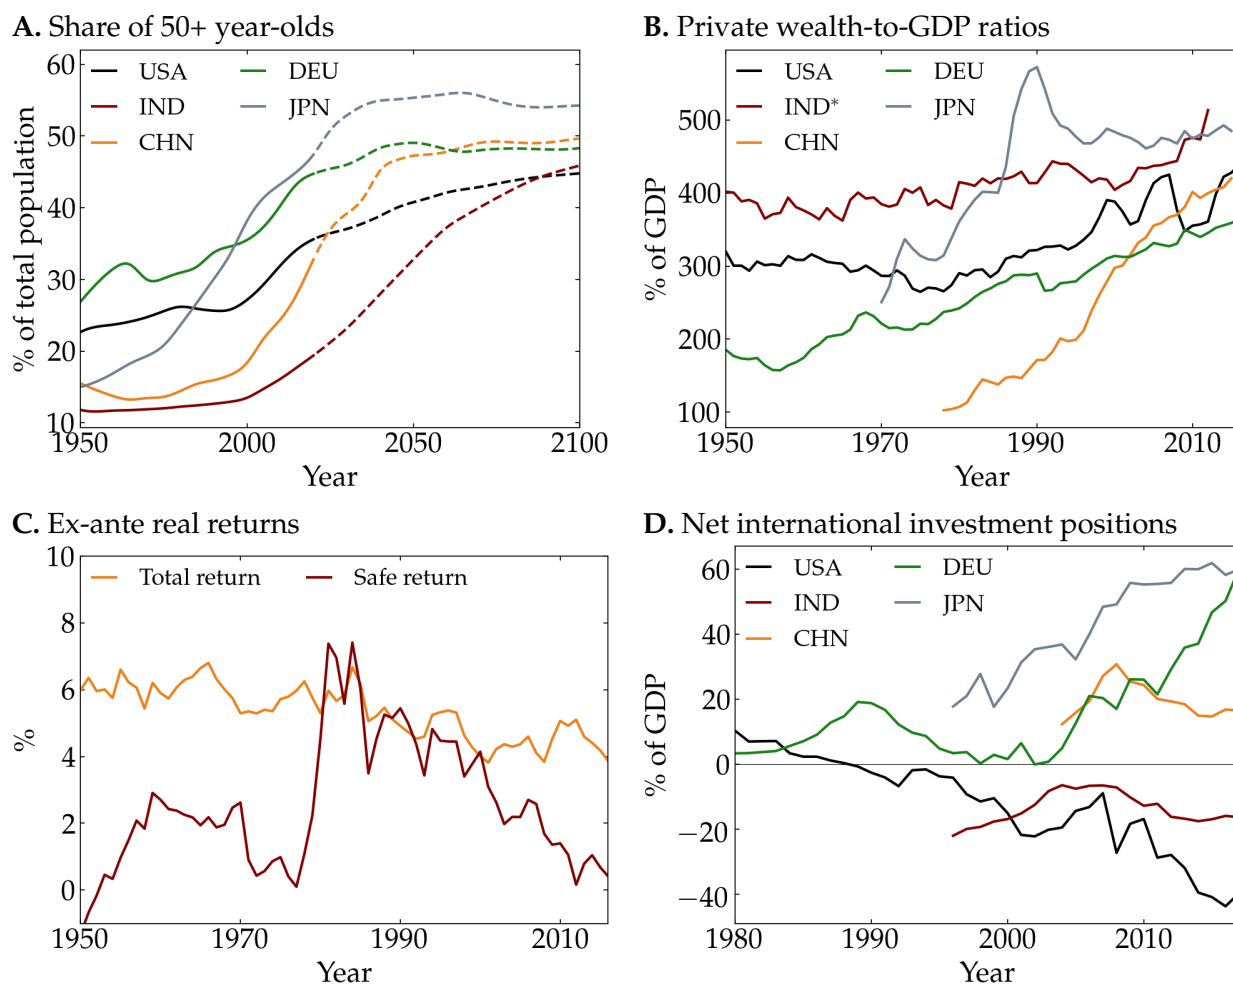 A. Share of 50+ year-olds
% of total population
60
50
40
30
20
10
USA
IND
CHN
DEU
JPN
1950
2000
2050
2100
Year
B. Private wealth-to-GDP ratios
% of GDP
500
400
300
200
100
USA
IND*
CHN
DEU
JPN
1950
1970
1990
2010
Year
C. Ex-ante real returns
%
10
8
6
4
2
0
Total return
Safe return
1950
1970
1990
2010
Year
D. Net international investment positions
% of GDP
60
40
20
0
−20
−40
USA
IND
CHN
DEU
JPN
1980
1990
2000
2010
Year